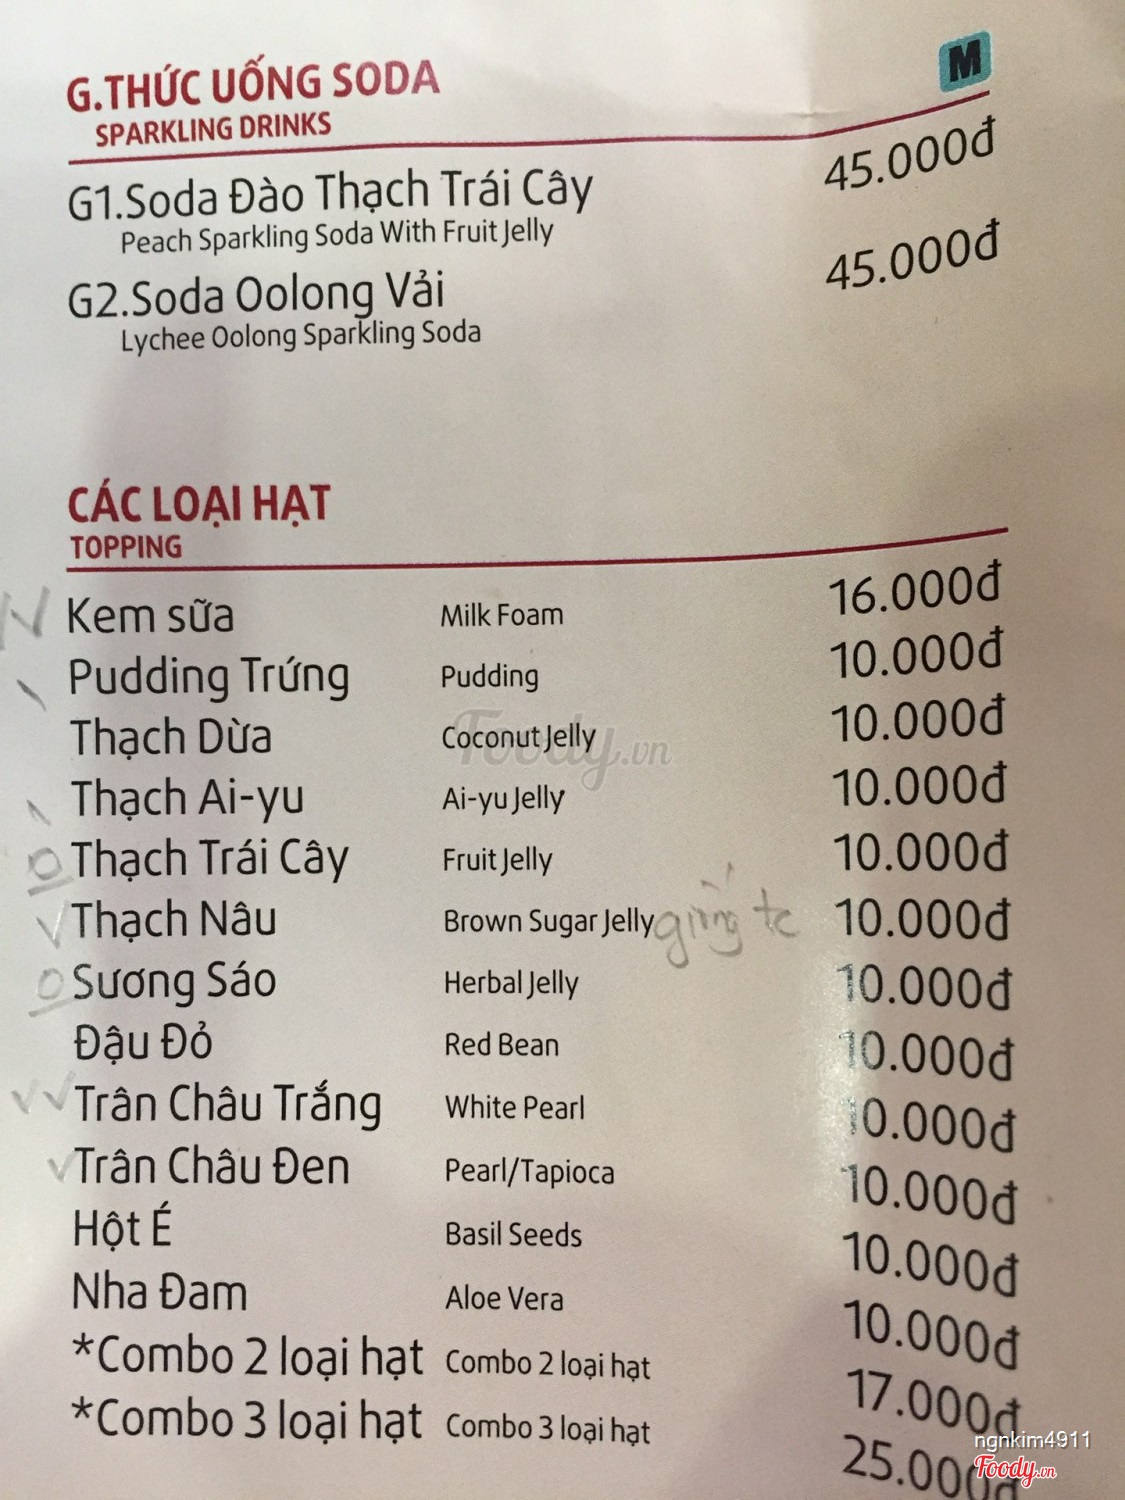 M
G.THỨC UỐNG SODA
SPARKLING DRINKS
G1.Soda Đào Thạch Trái Cây 45.000đ
Peach Sparkling Soda With Fruit Jelly
G2.Soda Oolong Vải 45.000đ
Lychee Oolong Sparkling Soda
CÁC LOẠI HẠT
TOPPING
Kem sữa Milk Foam 16.000đ
Pudding Trứng Pudding 10.000đ
Thạch Dừa Coconut Jelly 10.000đ
Foody.vn
Thạch Ai-yu Ai-yu Jelly 10.000đ
Thạch Trái Cây Fruit Jelly 10.000đ
Thạch Nâu Brown Sugar Jelly giống tc 10.000đ
Sương Sáo Herbal Jelly 10.000đ
Đậu Đỏ Red Bean 10.000đ
Trân Châu Trắng White Pearl 10.000đ
Trân Châu Đen Pearl/Tapioca 10.000đ
Hột É Basil Seeds 10.000đ
Nha Đam Aloe Vera 10.000đ
*Combo 2 loại hạt Combo 2 loại hạt 17.000đ
*Combo 3 loại hạt Combo 3 loại hạt 25.000đ
ngnkim4911
Foody.vn